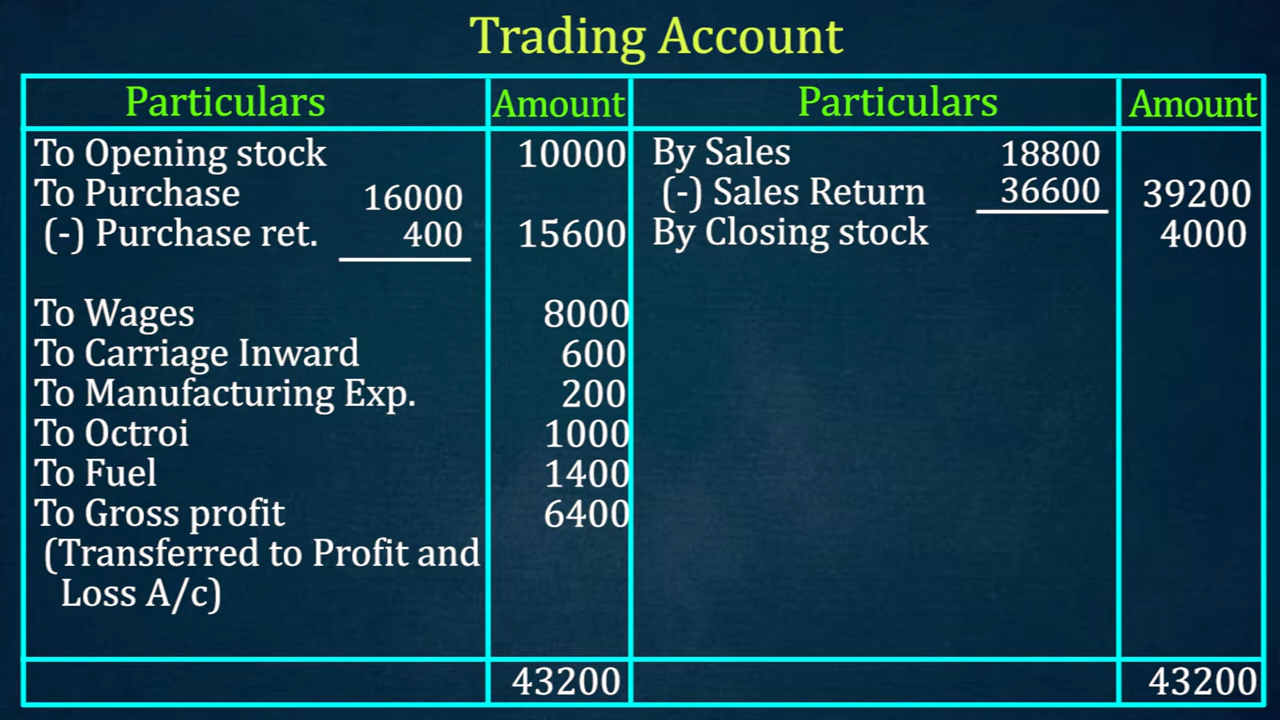 Trading Account
Particulars Amount Particulars Amount
To Opening stock 10000 By Sales 18800
To Purchase 16000 (-) Sales Return 36600 39200
(-) Purchase ret. 400 15600 By Closing stock 4000
To Wages 8000
To Carriage Inward 600
To Manufacturing Exp. 200
To Octroi 1000
To Fuel 1400
To Gross profit 6400
(Transferred to Profit and
Loss A/c)
43200 43200